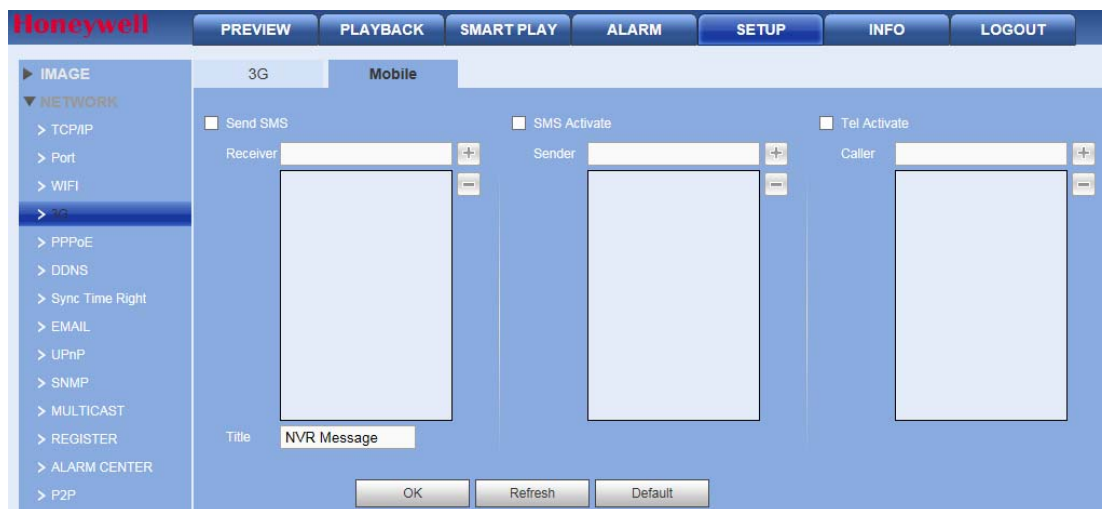 Honeywell
PREVIEW PLAYBACK SMART PLAY ALARM SETUP INFO LOGOUT
IMAGE
NETWORK
> TCP/IP
> Port
> WIFI
> 3G
> PPPoE
> DDNS
> Sync Time Right
> EMAIL
> UPnP
> SNMP
> MULTICAST
> REGISTER
> ALARM CENTER
> P2P
3G Mobile
Send SMS SMS Activate Tel Activate
Receiver + Sender + Caller +
− − −
Title NVR Message
OK Refresh Default